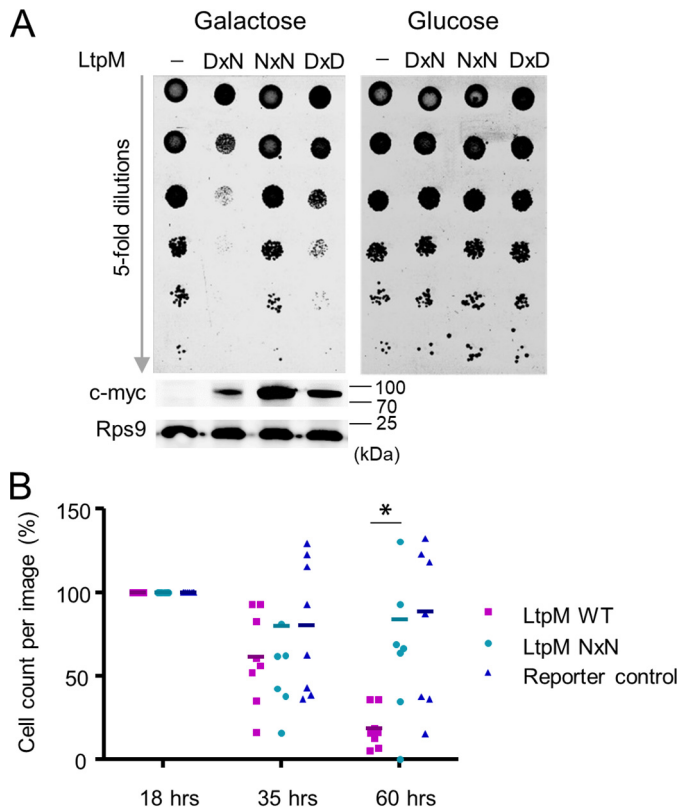 A
Galactose Glucose
LtpM – DxN NxN DxD – DxN NxN DxD
5-fold dilutions
c-myc 100
70
Rps9 25
(kDa)
B
Cell count per image (%)
150
*
100
50
0
LtpM WT
LtpM NxN
Reporter control
18 hrs 35 hrs 60 hrs